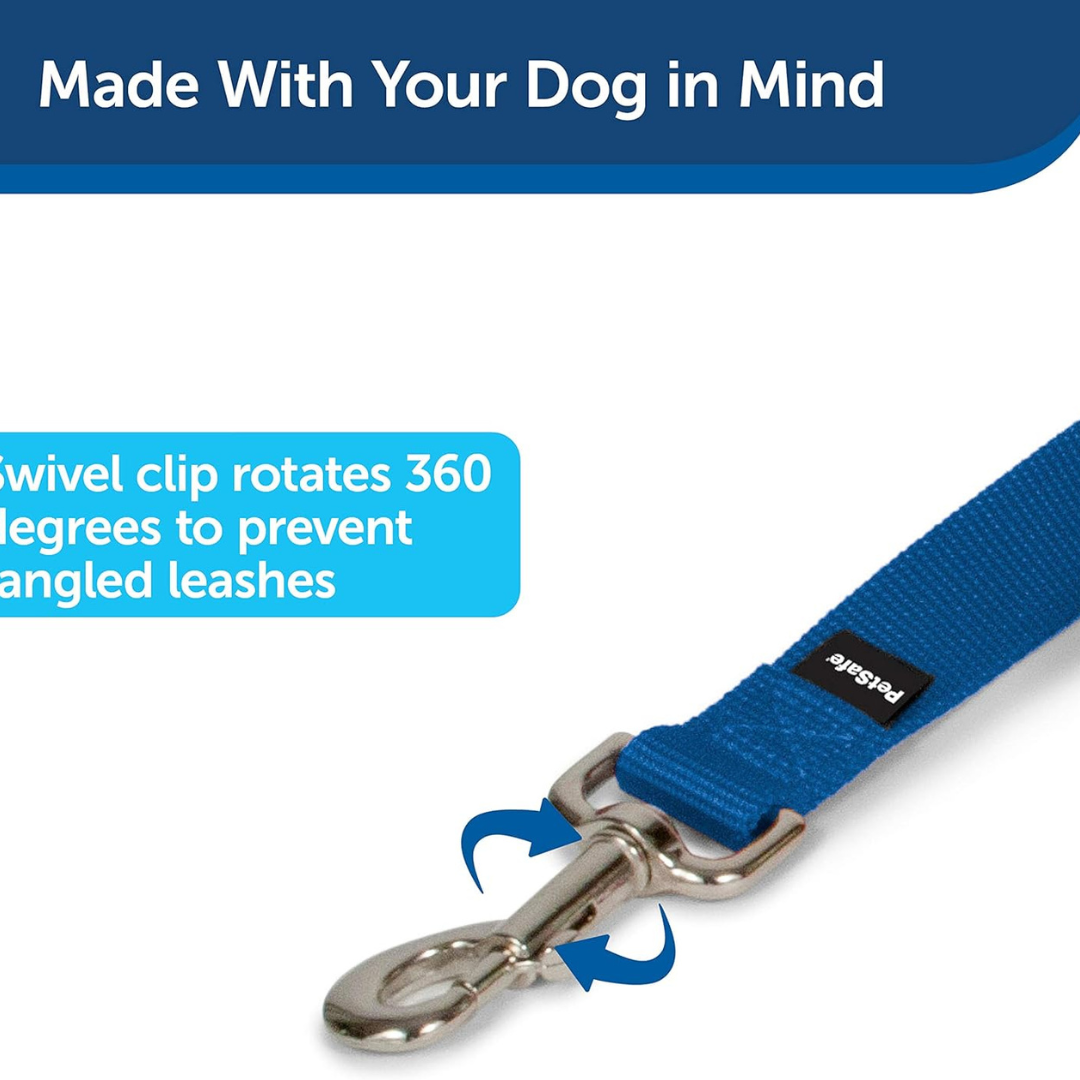 Made With Your Dog in Mind
Swivel clip rotates 360
degrees to prevent
tangled leashes
PetSafe®